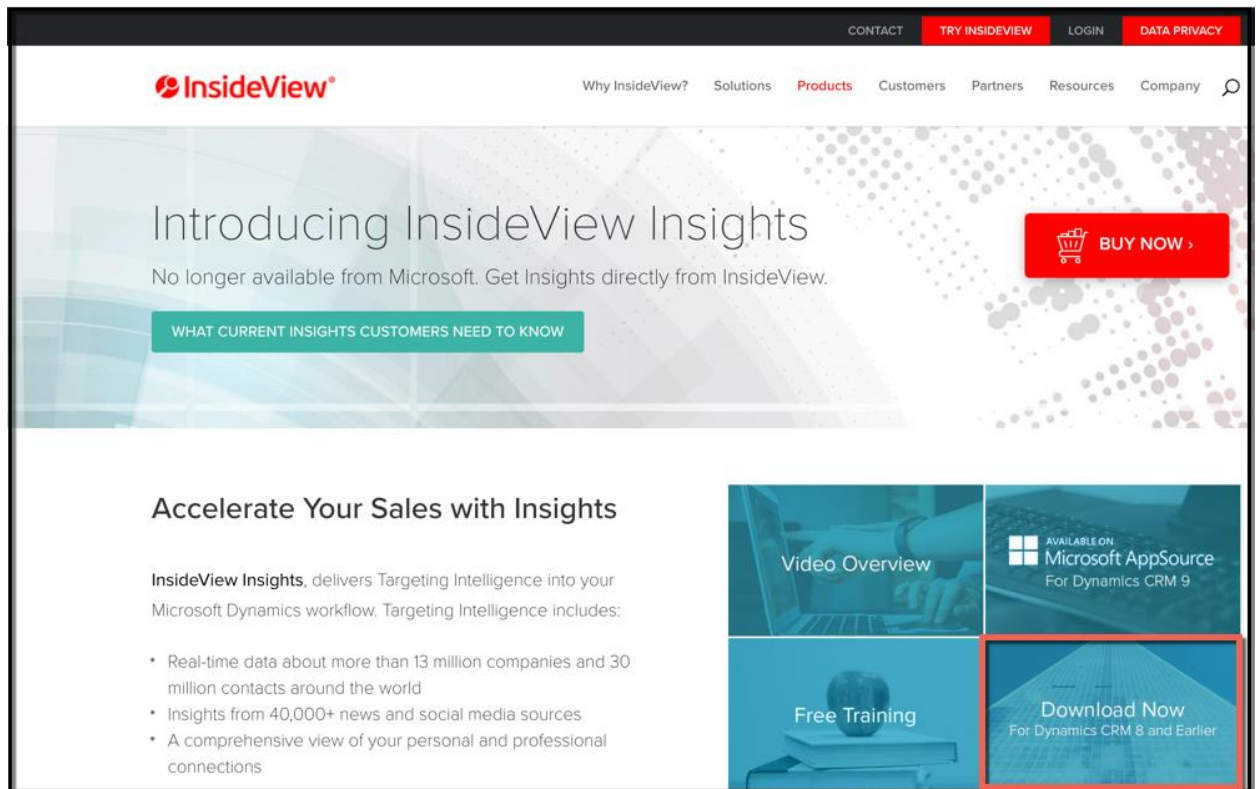 CONTACT TRY INSIDEVIEW LOGIN DATA PRIVACY
InsideView®
Why InsideView? Solutions Products Customers Partners Resources Company
Introducing InsideView Insights
No longer available from Microsoft. Get Insights directly from InsideView.
WHAT CURRENT INSIGHTS CUSTOMERS NEED TO KNOW
BUY NOW ›
Accelerate Your Sales with Insights
InsideView Insights, delivers Targeting Intelligence into your
Microsoft Dynamics workflow. Targeting Intelligence includes:
• Real-time data about more than 13 million companies and 30
million contacts around the world
• Insights from 40,000+ news and social media sources
• A comprehensive view of your personal and professional
connections
Video Overview
AVAILABLE ON
Microsoft AppSource
For Dynamics CRM 9
Free Training
Download Now
For Dynamics CRM 8 and Earlier